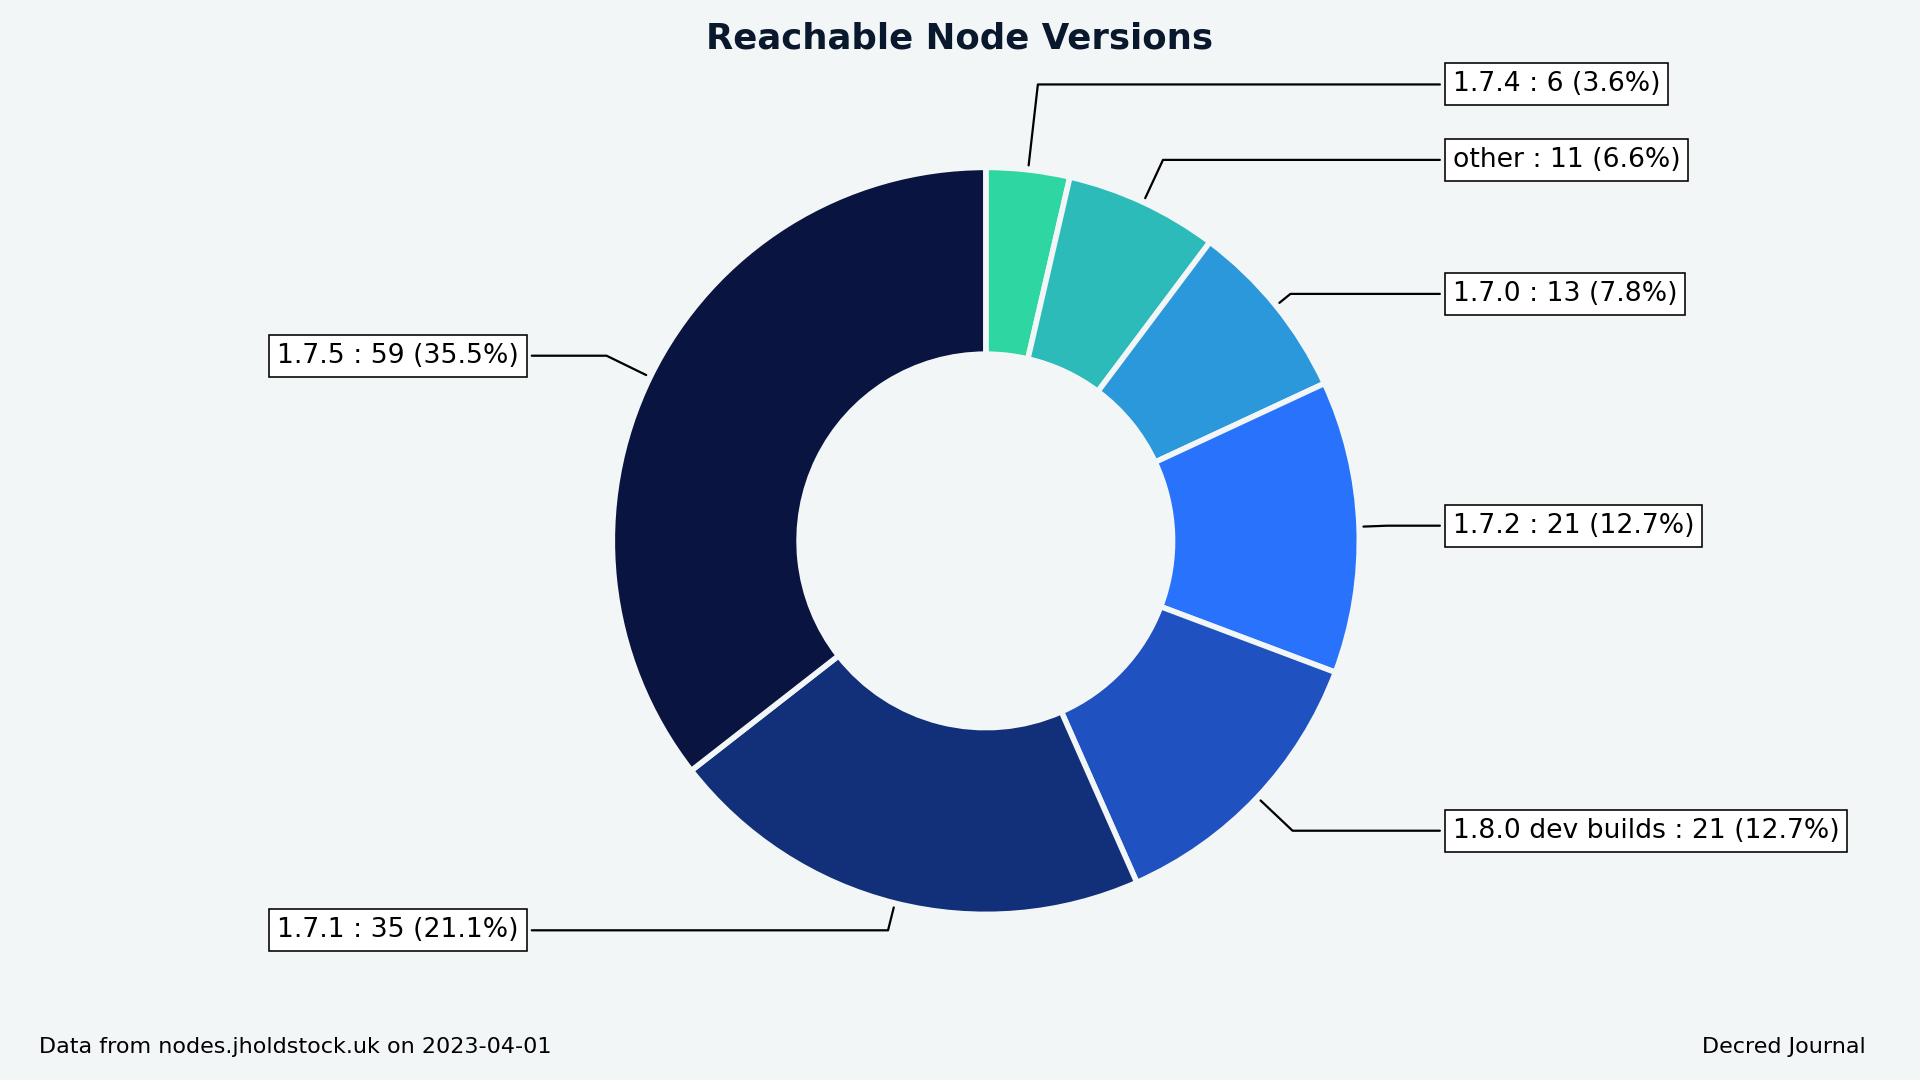 Reachable Node Versions
1.7.4 : 6 (3.6%)
other : 11 (6.6%)
1.7.0 : 13 (7.8%)
1.7.5 : 59 (35.5%)
1.7.2 : 21 (12.7%)
1.8.0 dev builds : 21 (12.7%)
1.7.1 : 35 (21.1%)
Data from nodes.jholdstock.uk on 2023-04-01
Decred Journal